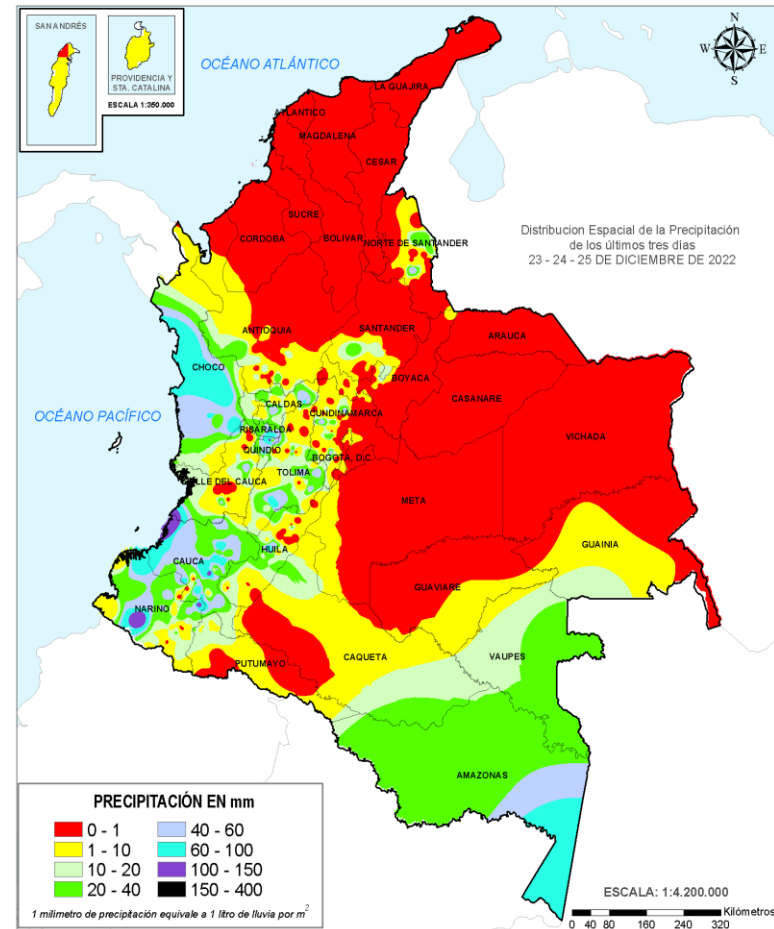 SAN ANDRÉS
PROVIDENCIA Y
STA. CATALINA
ESCALA 1:350.000
OCÉANO ATLÁNTICO
N
W
E
S
LA GUAJIRA
ATLANTICO
MAGDALENA
CESAR
SUCRE
CORDOBA
BOLIVAR
NORTE DE SANTANDER
Distribucion Espacial de la Precipitación
de los últimos tres días
23 - 24 - 25 DE DICIEMBRE DE 2022
ANTIOQUIA
SANTANDER
ARAUCA
CHOCO
BOYACA
CASANARE
CALDAS
CUNDINAMARCA
OCÉANO PACÍFICO
RISARALDA
VICHADA
QUINDIO
BOGOTA, D.C.
TOLIMA
VALLE DEL CAUCA
META
GUAINIA
HUILA
CAUCA
GUAVIARE
NARIÑO
PUTUMAYO
CAQUETA
VAUPES
AMAZONAS
PRECIPITACIÓN EN mm
0 - 1
40 - 60
1 - 10
60 - 100
10 - 20
100 - 150
20 - 40
150 - 400
1 milimetro de precipitación equivale a 1 litro de lluvia por m2
ESCALA: 1:4.200.000
Kilómetros
0 40 80 160 240 320